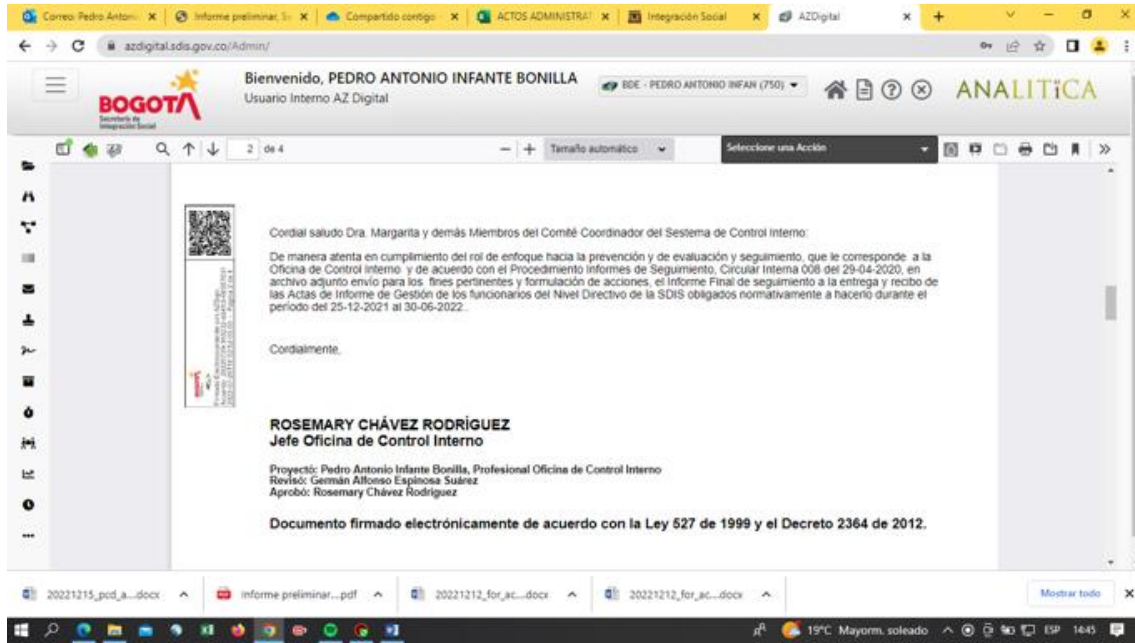 Correo: Pedro Antoni
Informe preliminar, S
Compartido contigo
ACTOS ADMINISTRAT
Integración Social
AZDigital
azdigital.sdis.gov.co/Admin/
BOGOTÁ
Secretaría de
Integración Social
Bienvenido, PEDRO ANTONIO INFANTE BONILLA
Usuario Interno AZ Digital
BDE - PEDRO ANTONIO INFAN (750)
ANALITiCA
2 de 4
Tamaño automático
Seleccione una Acción
Cordial saludo Dra. Margarita y demás Miembros del Comité Coordinador del Sestema de Control Interno:
De manera atenta en cumplimiento del rol de enfoque hacia la prevención y de evaluación y seguimiento, que le corresponde a la
Oficina de Control Interno y de acuerdo con el Procedimiento Informes de Seguimiento, Circular Interna 008 del 29-04-2020, en
archivo adjunto envío para los fines pertinentes y formulación de acciones, el Informe Final de seguimiento a la entrega y recibo de
las Actas de Informe de Gestión de los funcionarios del Nivel Directivo de la SDIS obligados normativamente a hacerlo durante el
período del 25-12-2021 al 30-06-2022..
Cordialmente,
ROSEMARY CHÁVEZ RODRÍGUEZ
Jefe Oficina de Control Interno
Proyectó: Pedro Antonio Infante Bonilla, Profesional Oficina de Control Interno
Revisó: Germán Alfonso Espinosa Suárez
Aprobó: Rosemary Chávez Rodríguez
Documento firmado electrónicamente de acuerdo con la Ley 527 de 1999 y el Decreto 2364 de 2012.
20221215_pcd_a....docx
Informe preliminar....pdf
20221212_for_ac....docx
20221212_for_ac....docx
Mostrar todo
19°C Mayorm. soleado
ESP
14:45